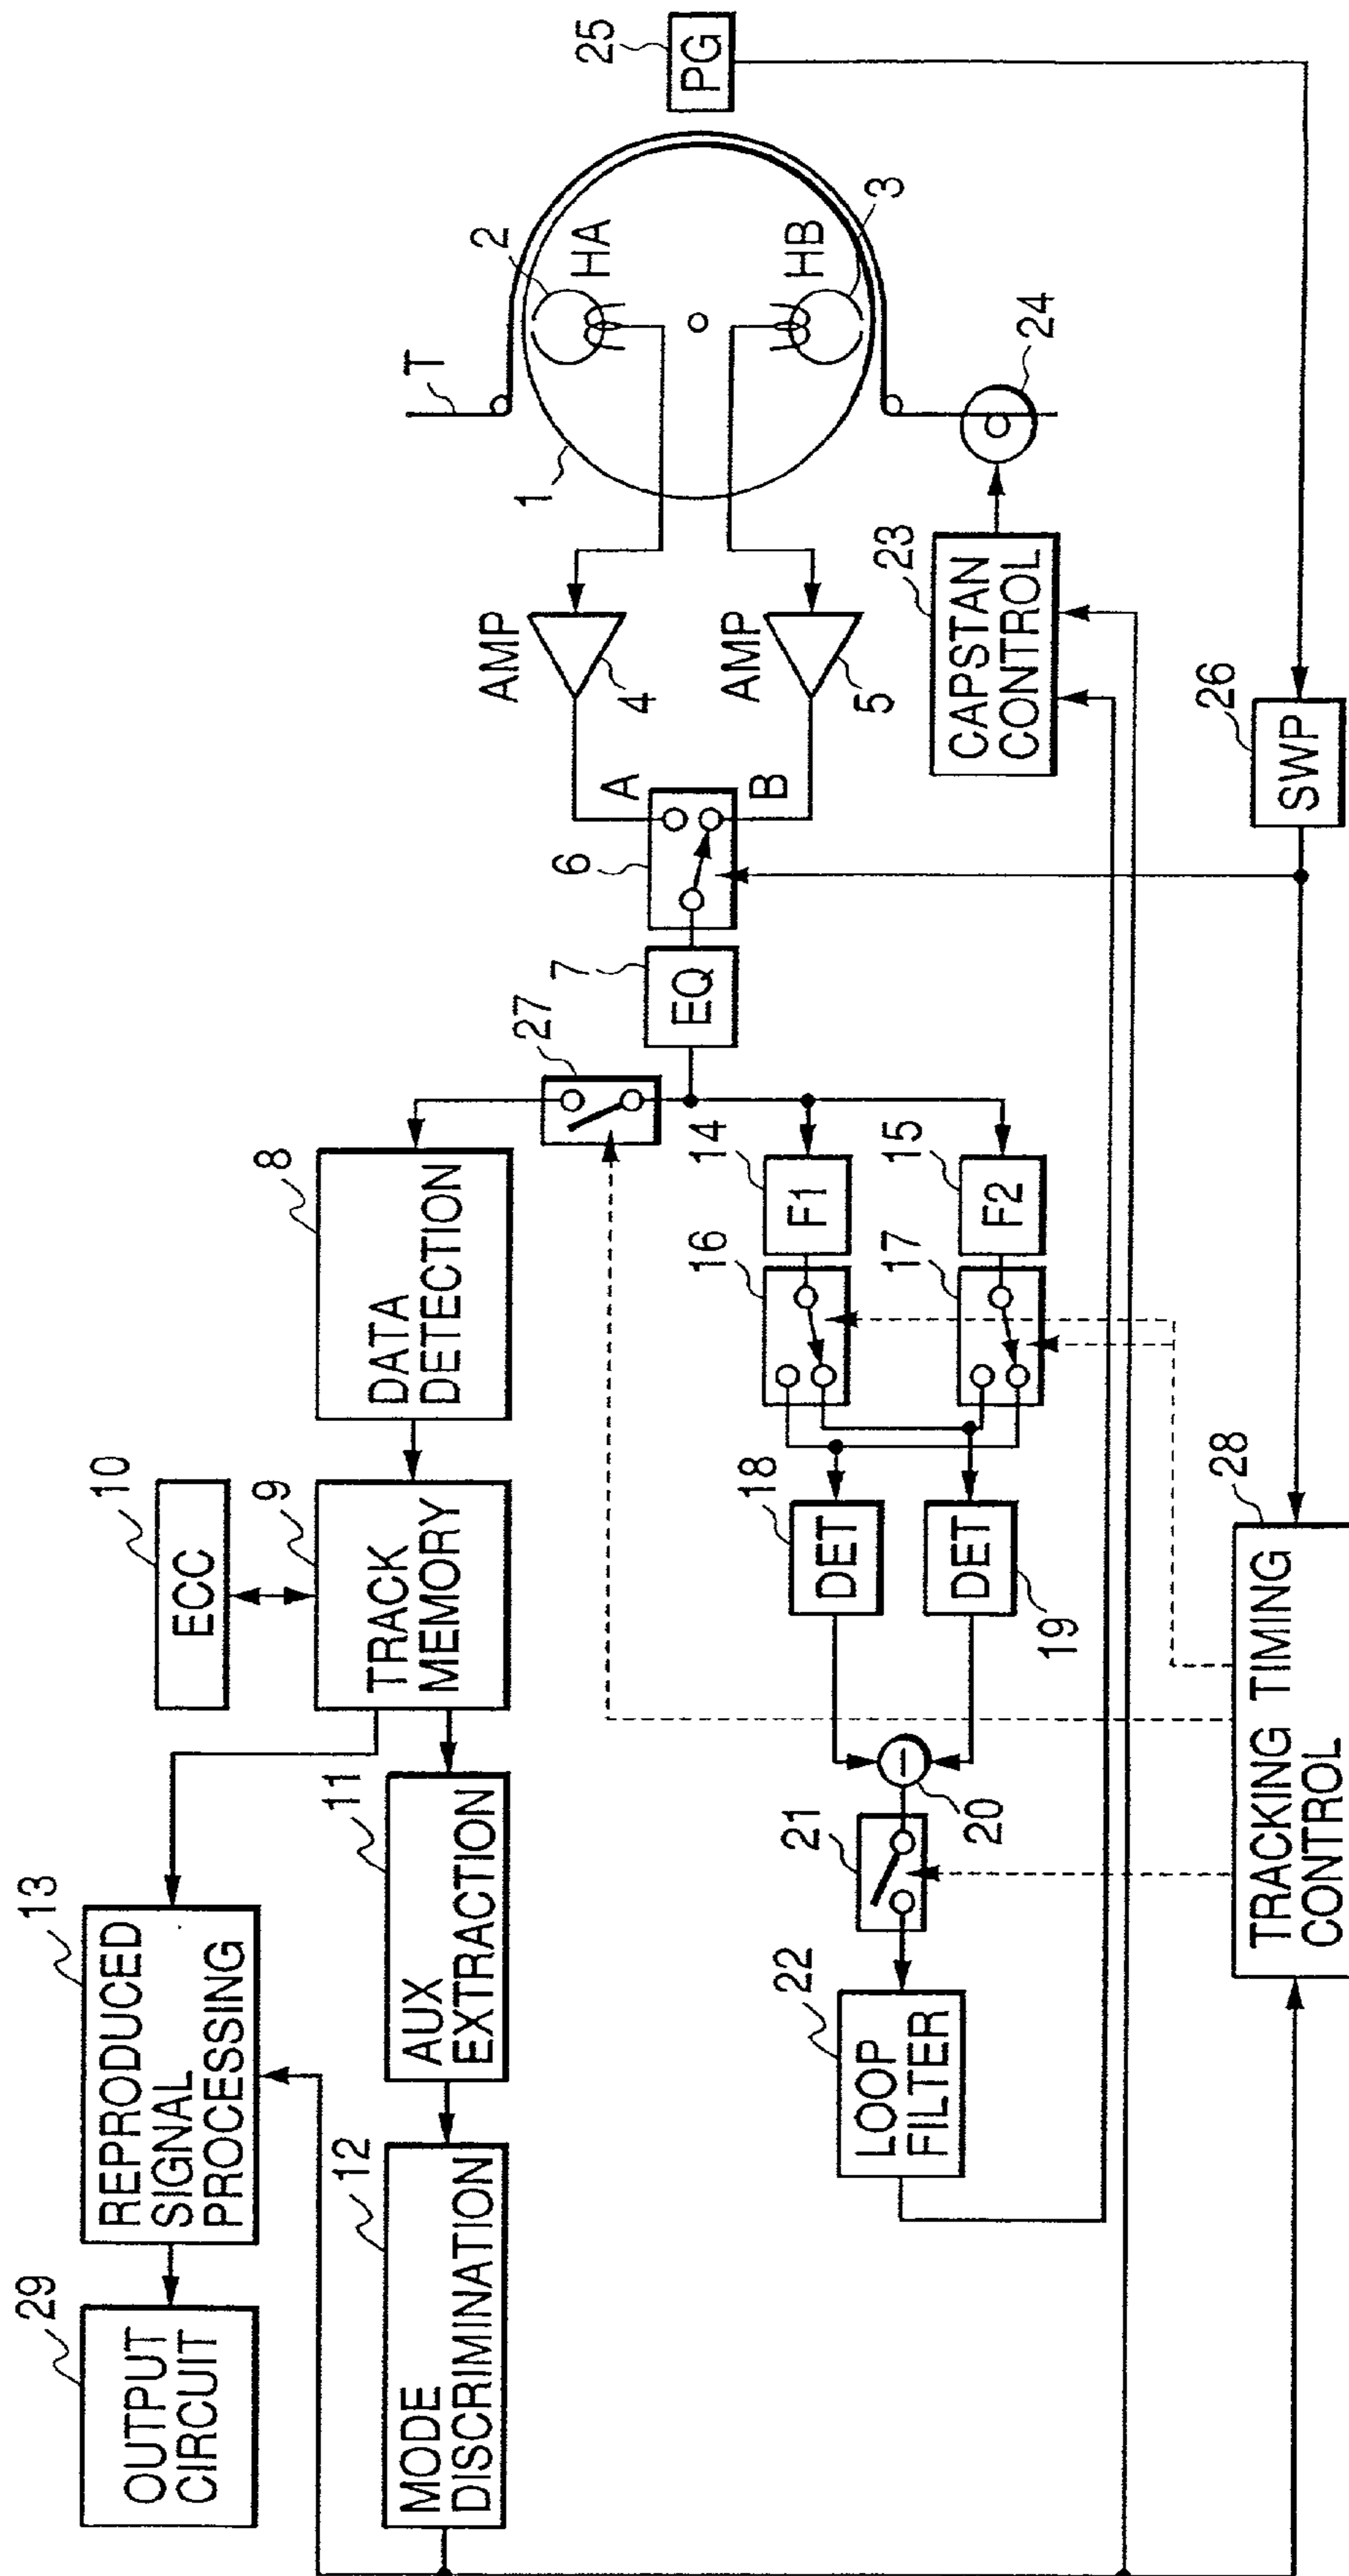 29
OUTPUT
CIRCUIT
13
REPRODUCED
SIGNAL
PROCESSING
10
ECC
9
TRACK
MEMORY
8
DATA
DETECTION
12
MODE
DISCRIMINATION
11
AUX
EXTRACTION
27
7
EQ
6
A
B
AMP
4
AMP
5
1
T
2
HA
HB
3
25
PG
22
LOOP
FILTER
21
20
18
DET
DET
19
16
14
F1
17
15
F2
23
CAPSTAN
CONTROL
24
28
TRACKING TIMING
CONTROL
26
SWP